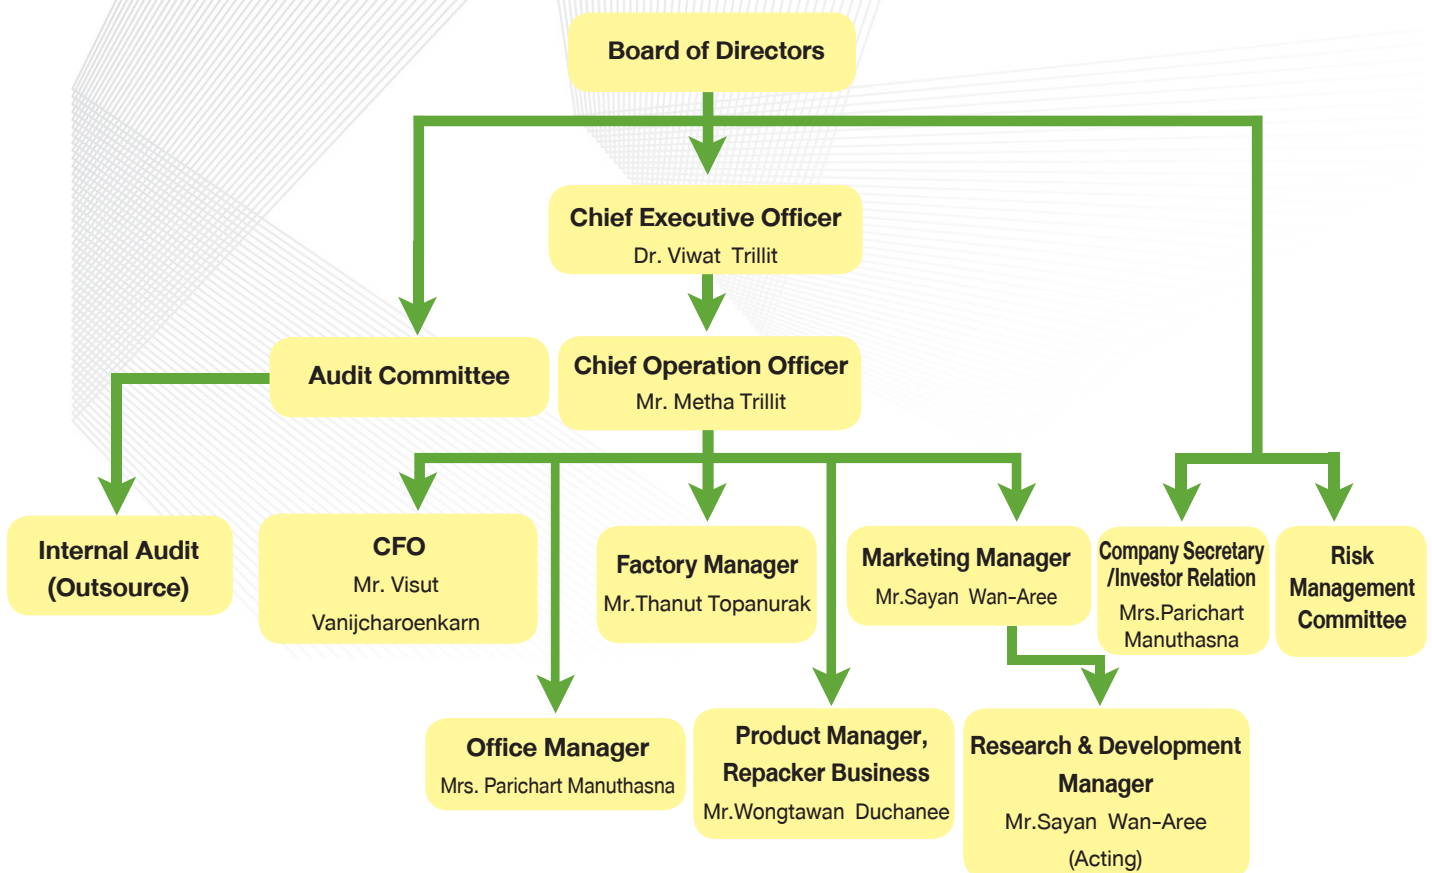 Board of Directors
Chief Executive Officer
Dr. Viwat Trillit
Audit Committee
Chief Operation Officer
Mr. Metha Trillit
Internal Audit
(Outsource)
CFO
Mr. Visut
Vanijcharoenkarn
Factory Manager
Mr.Thanut Topanurak
Marketing Manager
Mr.Sayan Wan-Aree
Company Secretary
/Investor Relation
Mrs.Parichart
Manuthasna
Risk
Management
Committee
Office Manager
Mrs. Parichart Manuthasna
Product Manager,
Repacker Business
Mr.Wongtawan Duchanee
Research & Development
Manager
Mr.Sayan Wan-Aree
(Acting)